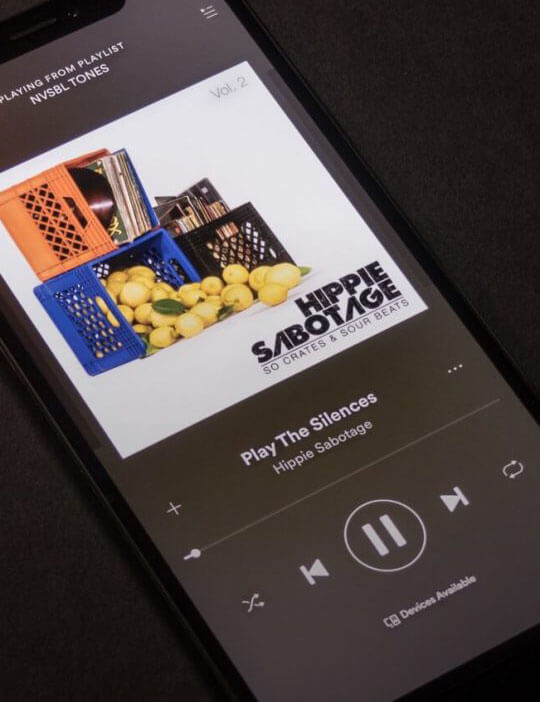 PLAYING FROM PLAYLIST
NVSBL TONES
Vol. 2
HIPPIE
SABOTAGE
SO CRATES & SOUR BEATS
Play The Silences
Hippie Sabotage
Devices Available